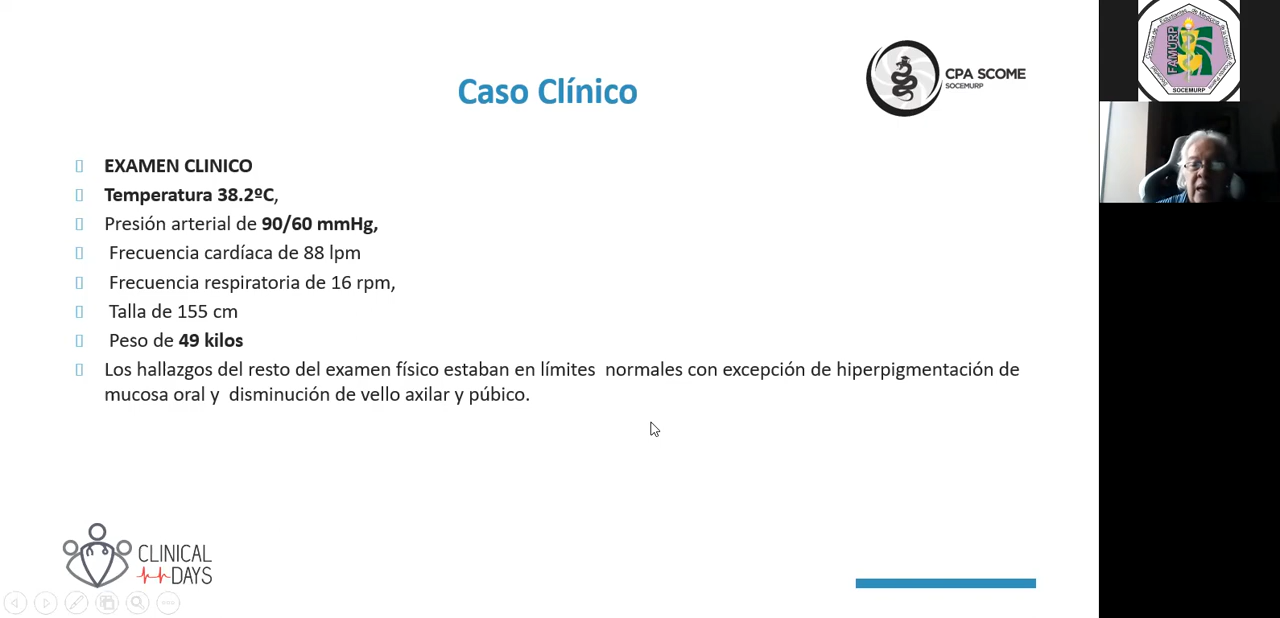 Caso Clínico
CPA SCOME
SOCEMURP
EXAMEN CLINICO
Temperatura 38.2ºC,
Presión arterial de 90/60 mmHg,
Frecuencia cardíaca de 88 lpm
Frecuencia respiratoria de 16 rpm,
Talla de 155 cm
Peso de 49 kilos
Los hallazgos del resto del examen físico estaban en límites normales con excepción de hiperpigmentación de
mucosa oral y disminución de vello axilar y púbico.
CLINICAL
DAYS
FAMURP
SOCEMURP